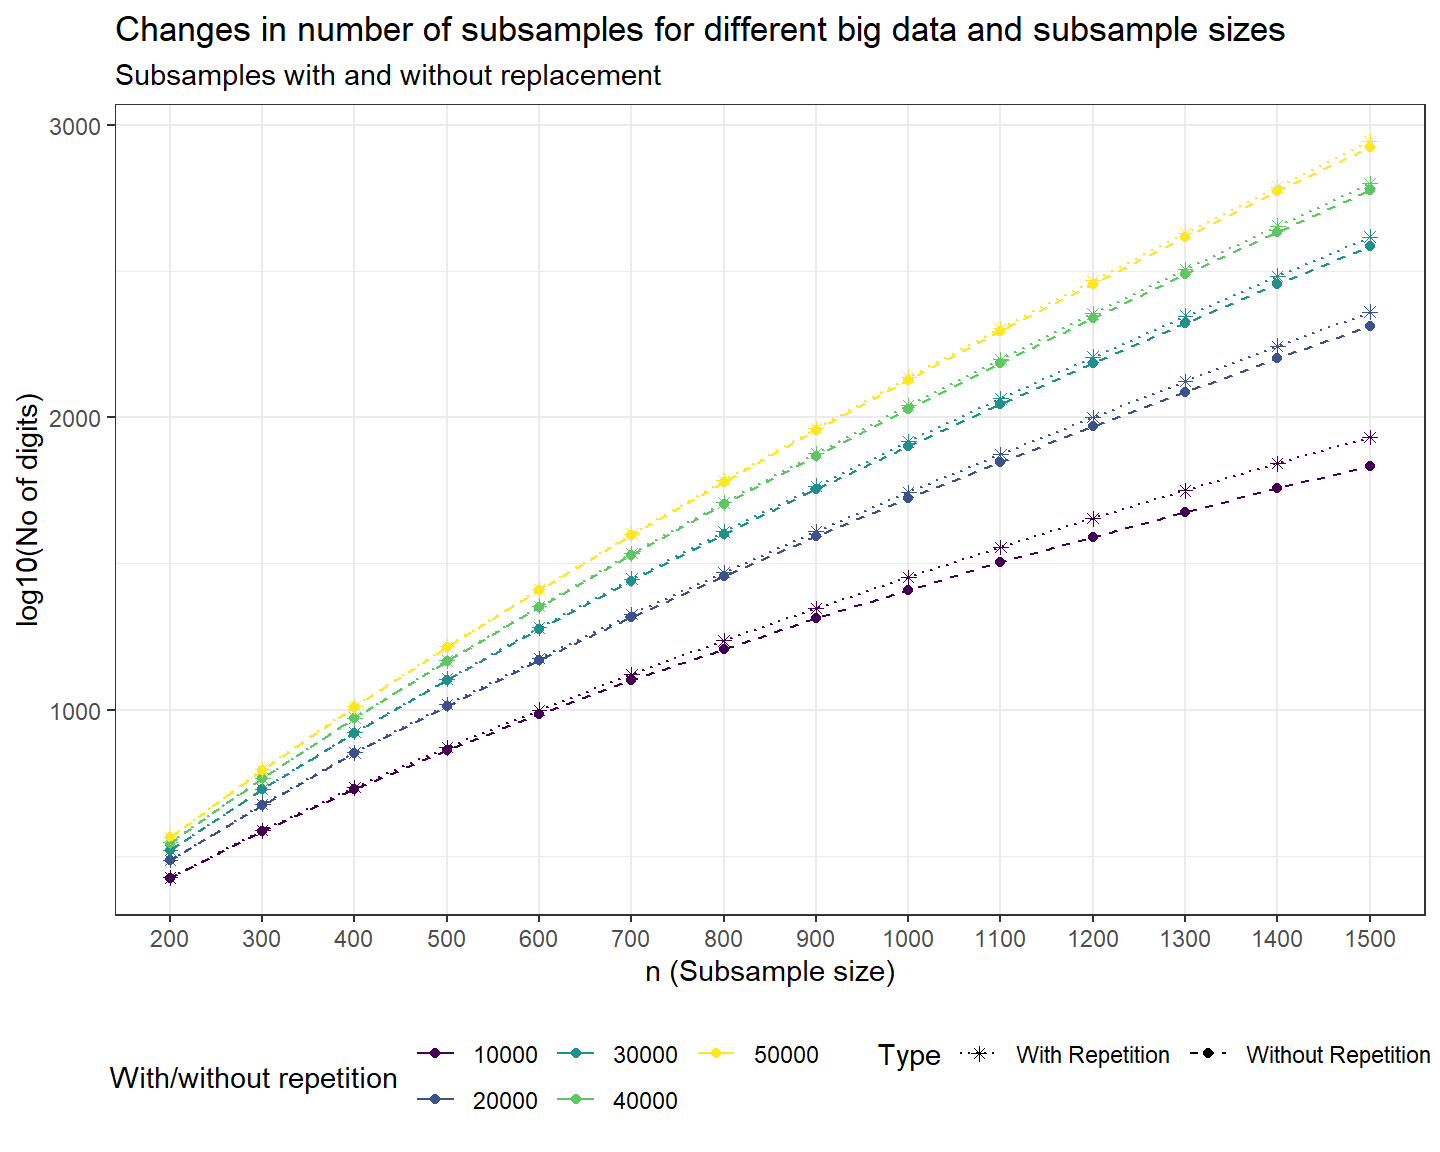 Changes in number of subsamples for different big data and subsample sizes
Subsamples with and without replacement
3000
2000
1000
log10(No of digits)
200 300 400 500 600 700 800 900 1000 1100 1200 1300 1400 1500
n (Subsample size)
With/without repetition
10000 30000 50000
20000 40000
Type With Repetition Without Repetition